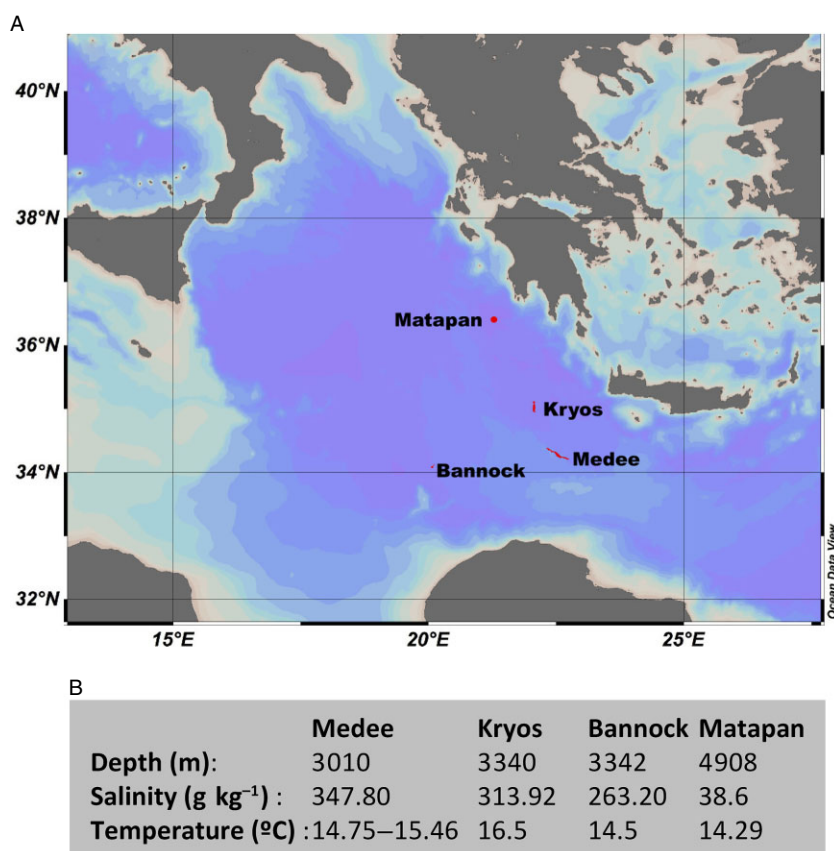 A
40°N
38°N
Matapan
36°N
Kryos
Medee
34°N
Bannock
32°N
15°E 20°E 25°E
Ocean Data View
B
Medee Kryos Bannock Matapan
Depth (m): 3010 3340 3342 4908
Salinity (g kg⁻¹) : 347.80 313.92 263.20 38.6
Temperature (ºC) : 14.75–15.46 16.5 14.5 14.29